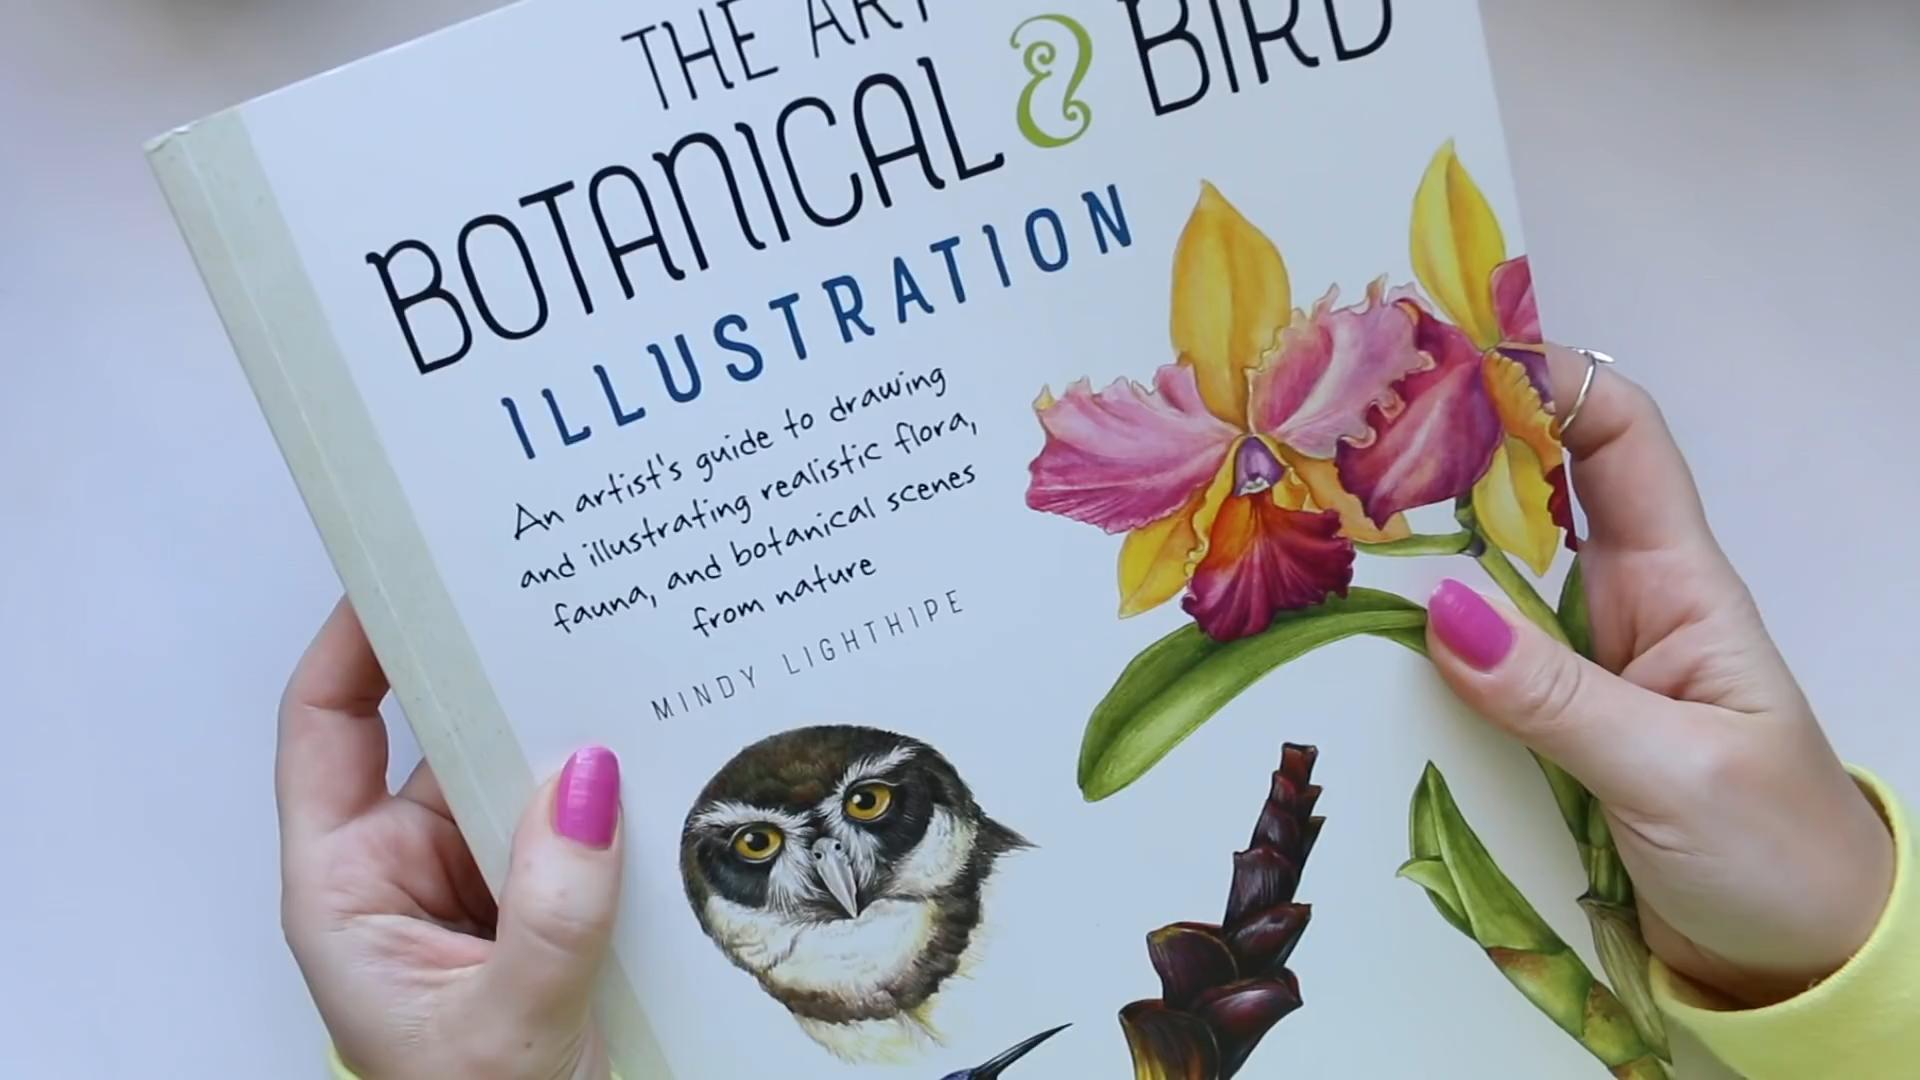 THE ART
BOTANICAL & BIRD
ILLUSTRATION
An artist's guide to drawing
and illustrating realistic flora,
fauna, and botanical scenes
from nature
MINDY LIGHTHIPE